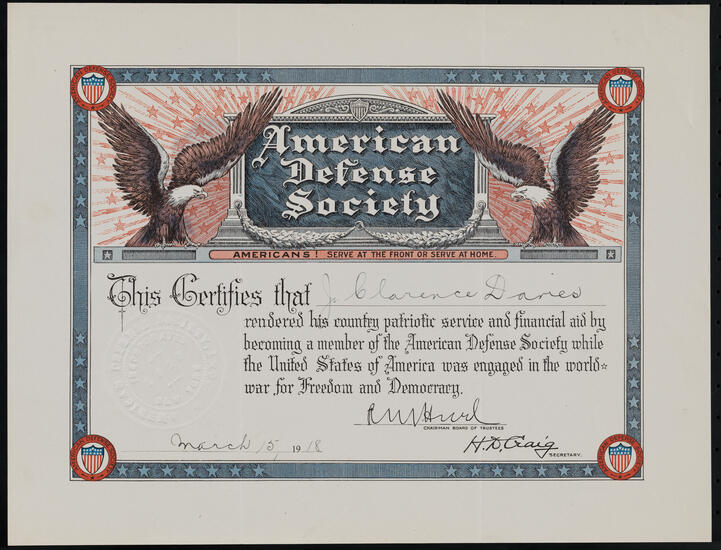 American
Defense
Society
AMERICANS! SERVE AT THE FRONT OR SERVE AT HOME.
This Certifies that J. Clarence Davies
rendered his country patriotic service and financial aid by
becoming a member of the American Defense Society while
the United States of America was engaged in the world
war for Freedom and Democracy.
CHAIRMAN BOARD OF TRUSTEES
March 15, 1918
H. D. Craig
SECRETARY.